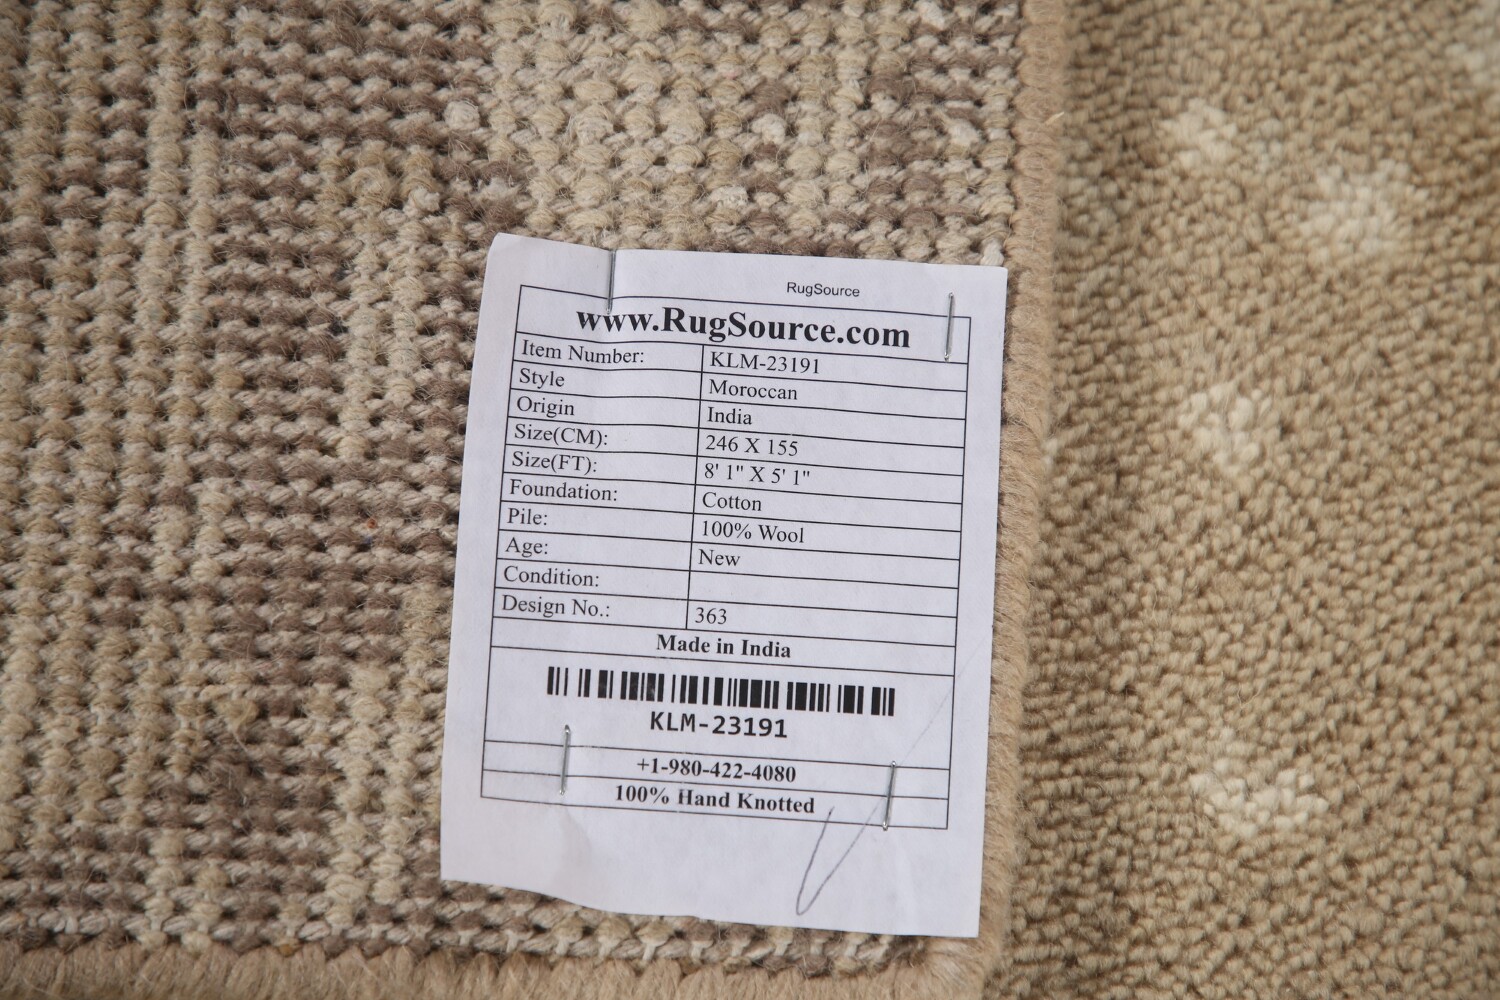 RugSource
www.RugSource.com
Item Number: KLM-23191
Style Moroccan
Origin India
Size(CM): 246 X 155
Size(FT): 8' 1" X 5' 1"
Foundation: Cotton
Pile: 100% Wool
Age: New
Condition:
Design No.: 363
Made in India
KLM-23191
+1-980-422-4080
100% Hand Knotted